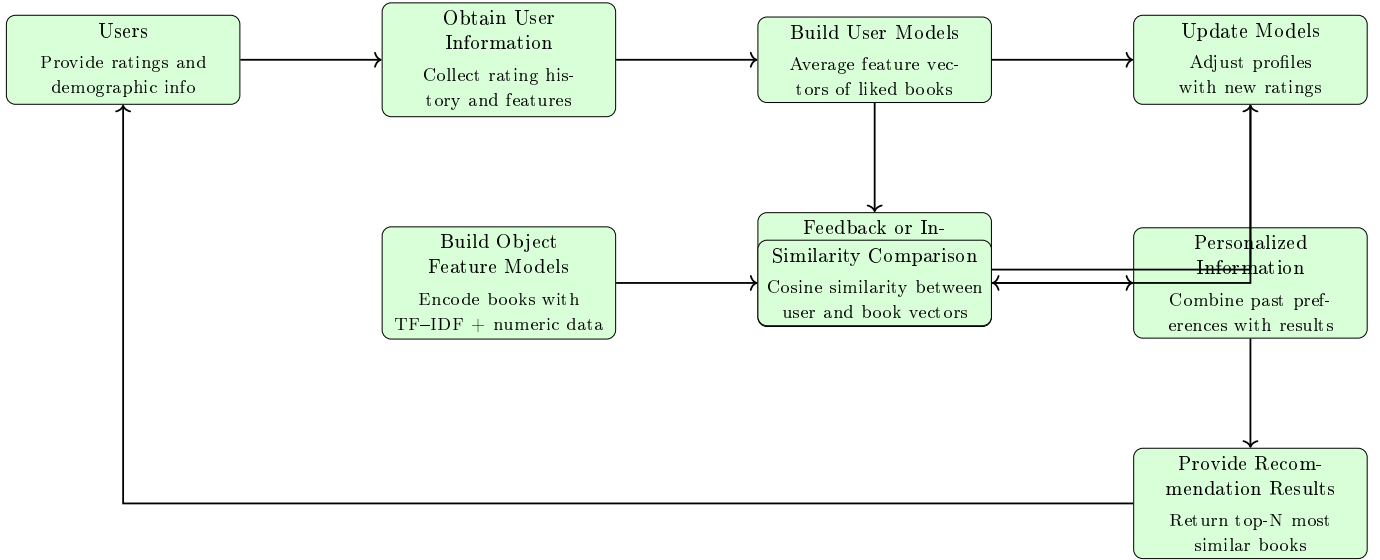 Users
Provide ratings and
demographic info
Obtain User
Information
Collect rating his-
tory and features
Build User Models
Average feature vec-
tors of liked books
Update Models
Adjust profiles
with new ratings
Build Object
Feature Models
Encode books with
TF–IDF + numeric data
Feedback or In-
Similarity Comparison
Cosine similarity between
user and book vectors
Personalized
Information
Combine past pref-
erences with results
Provide Recom-
mendation Results
Return top-N most
similar books